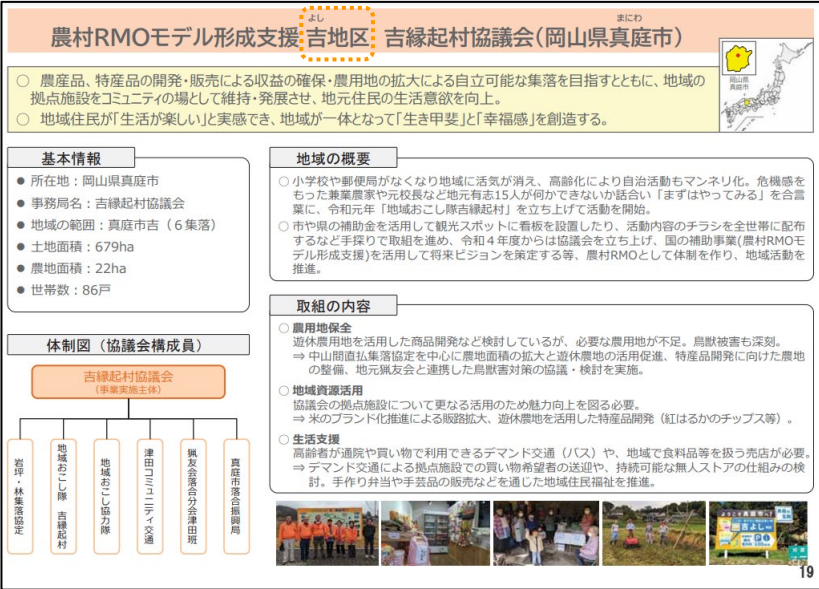 よし
まにわ
農村RMOモデル形成支援 吉地区 吉縁起村協議会(岡山県真庭市)
○ 農産品、特産品の開発・販売による収益の確保・農用地の拡大による自立可能な集落を目指すとともに、地域の
拠点施設をコミュニティの場として維持・発展させ、地元住民の生活意欲を向上。
○ 地域住民が「生活が楽しい」と実感でき、地域が一体となって「生き甲斐」と「幸福感」を創造する。
岡山県
真庭市
基本情報
● 所在地：岡山県真庭市
● 事務局名：吉縁起村協議会
● 地域の範囲：真庭市吉（６集落）
● 土地面積：679ha
● 農地面積：22ha
● 世帯数：86戸
体制図（協議会構成員）
吉縁起村協議会
（事業実施主体）
岩坪・林集落協定
地域おこし隊 吉縁起村
地域おこし協力隊
津田コミュニティ交通
猟友会落合分会津田班
真庭市落合振興局
地域の概要
○ 小学校や郵便局がなくなり地域に活気が消え、高齢化により自治活動もマンネリ化。危機感を
もった兼業農家や元校長など地元有志15人が何かできないか話合い「まずはやってみる」を合言
葉に、令和元年「地域おこし隊吉縁起村」を立ち上げて活動を開始。
○ 市や県の補助金を活用して観光スポットに看板を設置したり、活動内容のチラシを全世帯に配布
するなど手探りで取組を進め、令和４年度からは協議会を立ち上げ、国の補助事業(農村RMOモ
デル形成支援)を活用して将来ビジョンを策定する等、農村RMOとして体制を作り、地域活動を
推進。
取組の内容
○ 農用地保全
遊休農用地を活用した商品開発など検討しているが、必要な農用地が不足。鳥獣被害も深刻。
⇒ 中山間直払集落協定を中心に農地面積の拡大と遊休農地の活用促進、特産品開発に向けた農地
の整備、地元猟友会と連携した鳥獣害対策の協議・検討を実施。
○ 地域資源活用
協議会の拠点施設について更なる活用のため魅力向上を図る必要。
⇒ 米のブランド化推進による販路拡大、遊休農地を活用した特産品開発（紅はるかのチップス等）。
○ 生活支援
高齢者が通院や買い物で利用できるデマンド交通（バス）や、地域で食料品等を扱う売店が必要。
⇒ デマンド交通による拠点施設での買い物希望者の送迎や、持続可能な無人ストアの仕組みの検
討。手作り弁当や手芸品の販売などを通じた地域住民福祉を推進。
ようこそ真庭市
吉よし
19